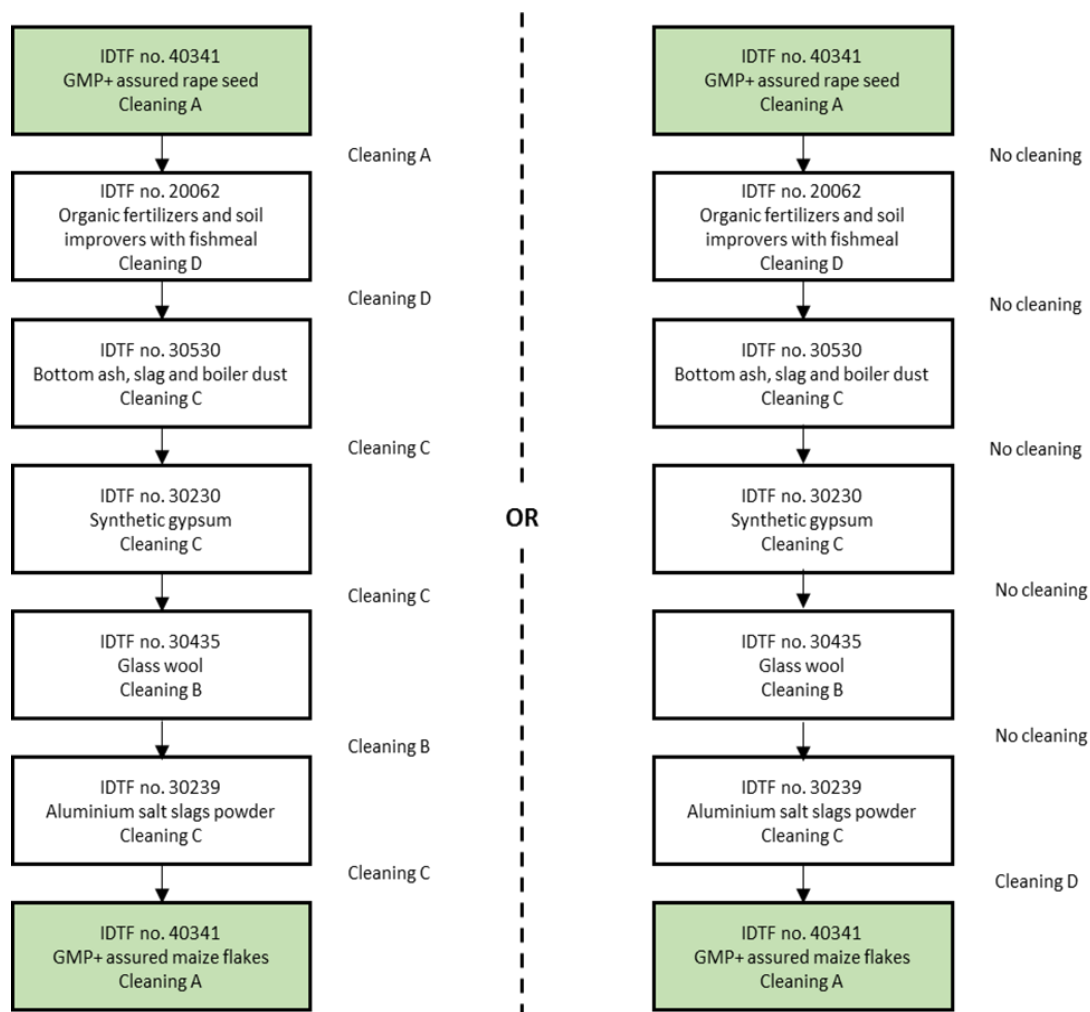 IDTF no. 40341
GMP+ assured rape seed
Cleaning A
Cleaning A
IDTF no. 20062
Organic fertilizers and soil
improvers with fishmeal
Cleaning D
Cleaning D
IDTF no. 30530
Bottom ash, slag and boiler dust
Cleaning C
Cleaning C
IDTF no. 30230
Synthetic gypsum
Cleaning C
Cleaning C
IDTF no. 30435
Glass wool
Cleaning B
Cleaning B
IDTF no. 30239
Aluminium salt slags powder
Cleaning C
Cleaning C
IDTF no. 40341
GMP+ assured maize flakes
Cleaning A
OR
IDTF no. 40341
GMP+ assured rape seed
Cleaning A
No cleaning
IDTF no. 20062
Organic fertilizers and soil
improvers with fishmeal
Cleaning D
No cleaning
IDTF no. 30530
Bottom ash, slag and boiler dust
Cleaning C
No cleaning
IDTF no. 30230
Synthetic gypsum
Cleaning C
No cleaning
IDTF no. 30435
Glass wool
Cleaning B
No cleaning
IDTF no. 30239
Aluminium salt slags powder
Cleaning C
Cleaning D
IDTF no. 40341
GMP+ assured maize flakes
Cleaning A